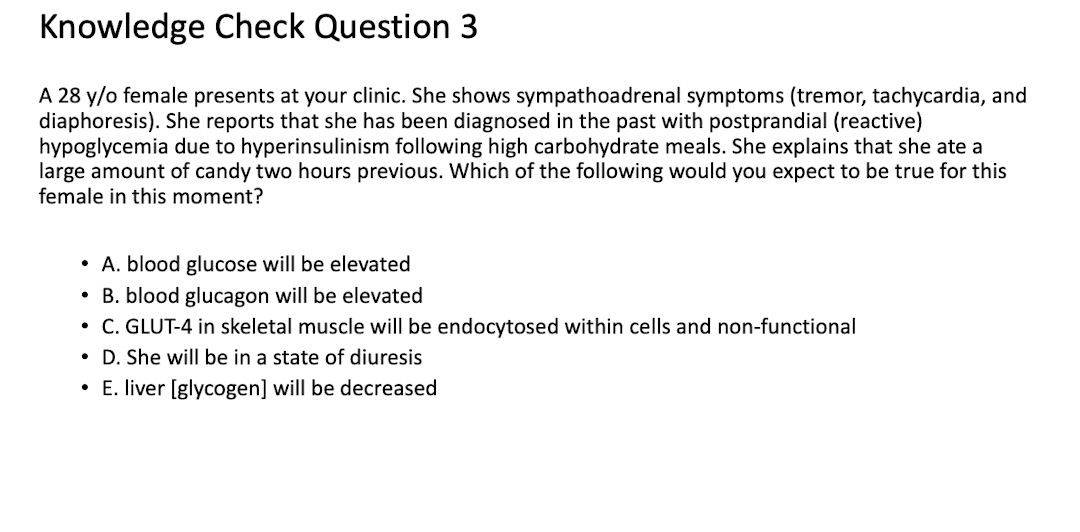 Knowledge Check Question 3
A 28 y/o female presents at your clinic. She shows sympathoadrenal symptoms (tremor, tachycardia, and
diaphoresis). She reports that she has been diagnosed in the past with postprandial (reactive)
hypoglycemia due to hyperinsulinism following high carbohydrate meals. She explains that she ate a
large amount of candy two hours previous. Which of the following would you expect to be true for this
female in this moment?
• A. blood glucose will be elevated
• B. blood glucagon will be elevated
• C. GLUT-4 in skeletal muscle will be endocytosed within cells and non-functional
• D. She will be in a state of diuresis
• E. liver [glycogen] will be decreased